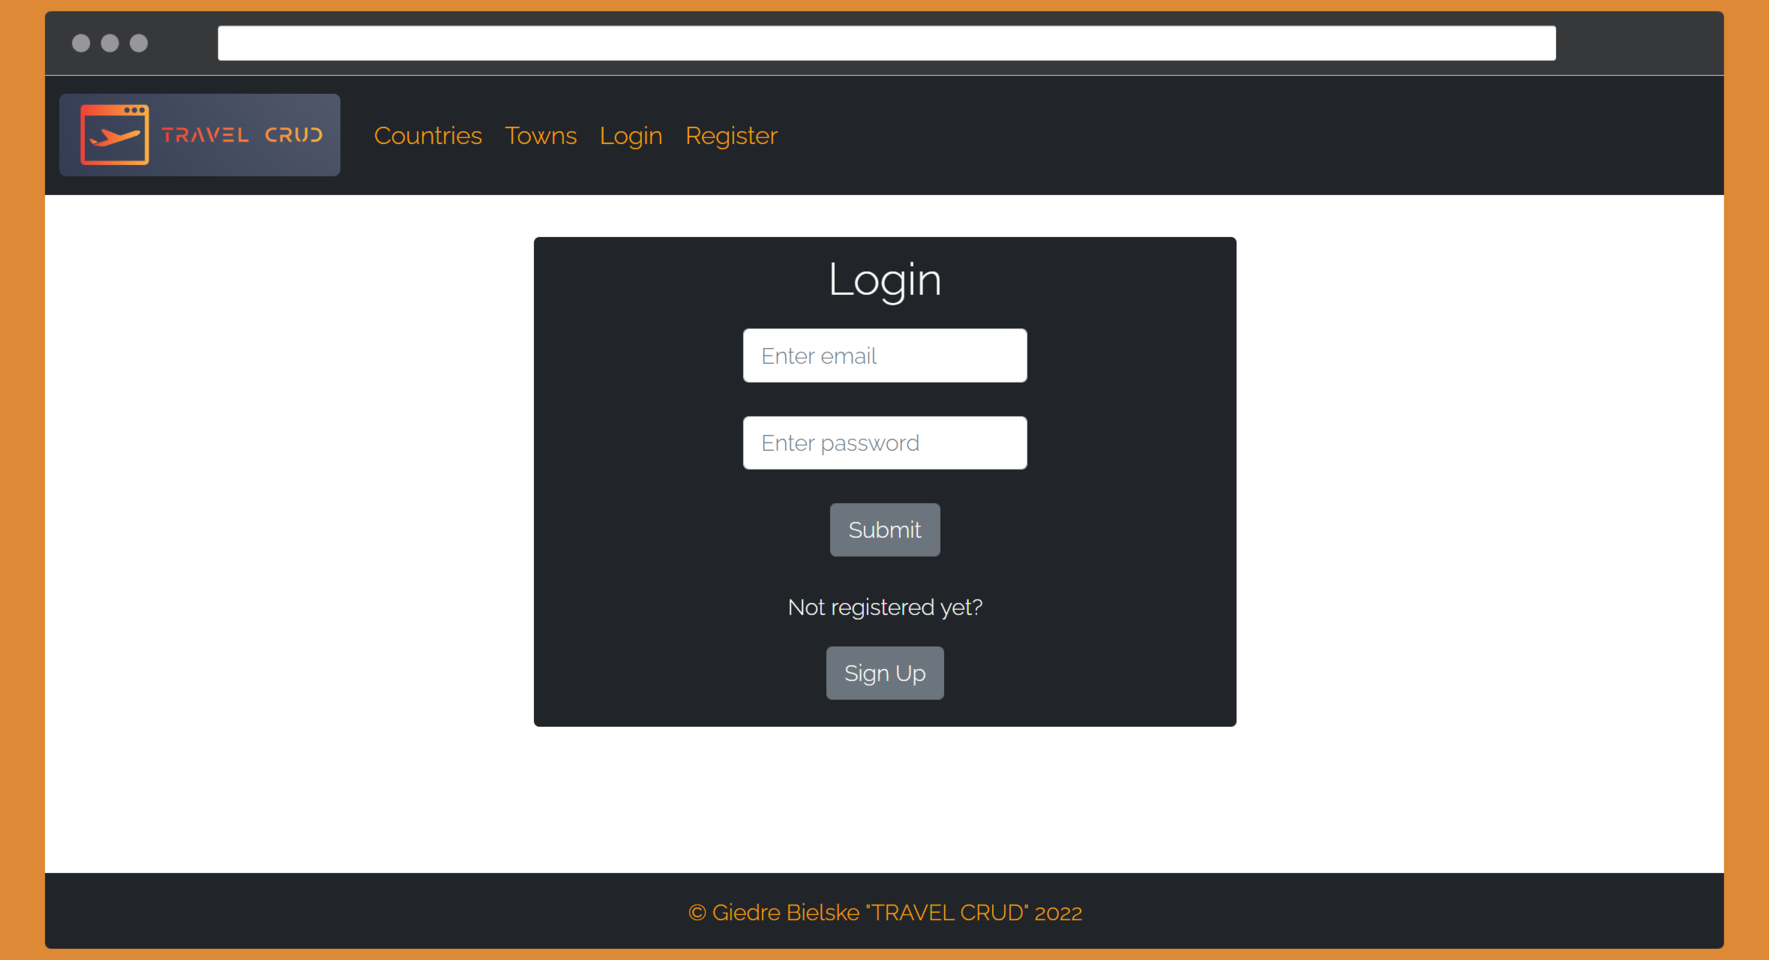 TRAVEL CRUD
Countries Towns Login Register
Login
Enter email
Enter password
Submit
Not registered yet?
Sign Up
© Giedre Bielske "TRAVEL CRUD" 2022